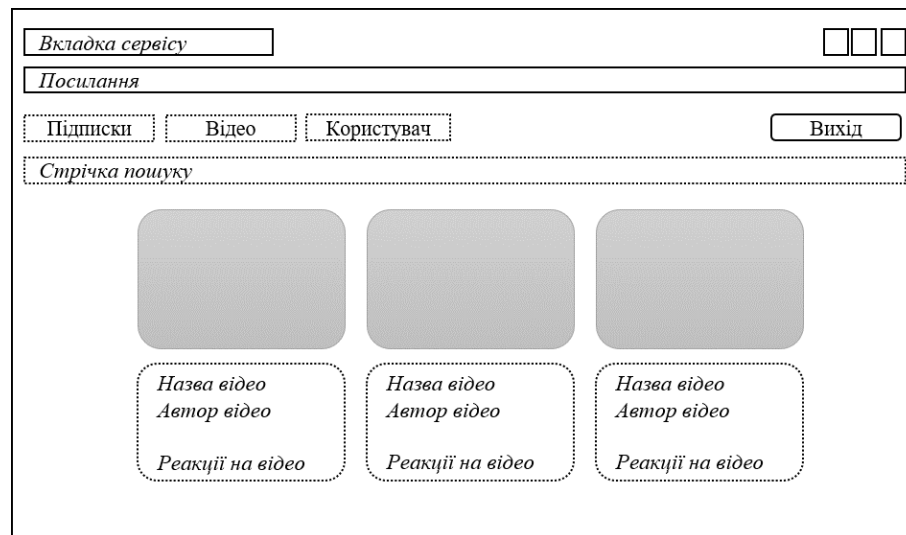 Вкладка сервісу
Посилання
Підписки Відео Користувач Вихід
Стрічка пошуку
Назва відео Назва відео Назва відео
Автор відео Автор відео Автор відео
Реакції на відео Реакції на відео Реакції на відео